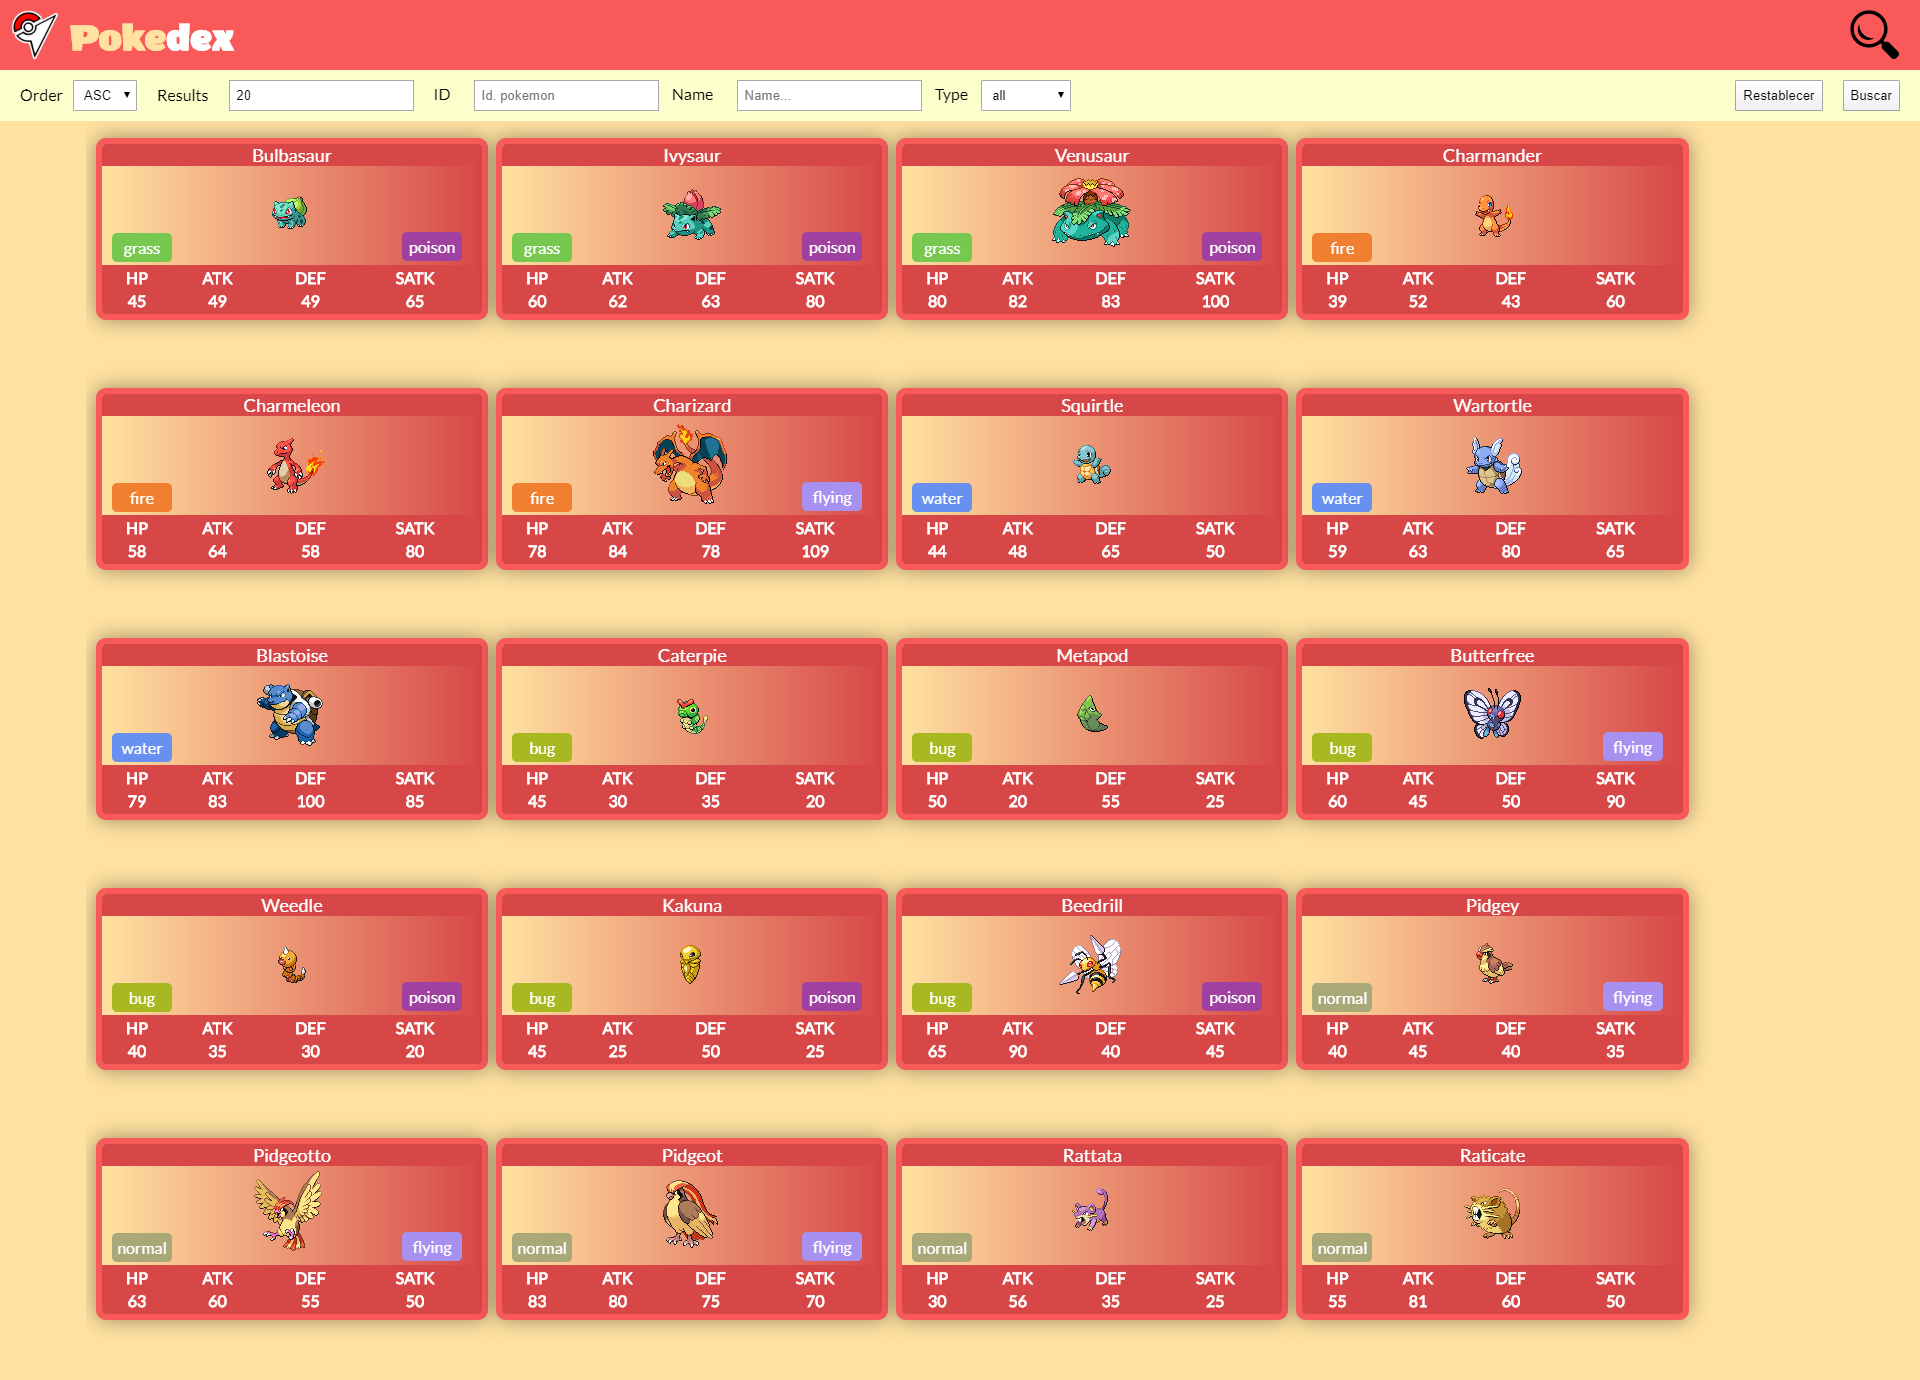 Pokedex
Order ASC Results 20 ID Id. pokemon Name Name... Type all Restablecer Buscar
Bulbasaur Ivysaur Venusaur Charmander
grass poison grass poison grass poison fire
HP ATK DEF SATK HP ATK DEF SATK HP ATK DEF SATK HP ATK DEF SATK
45 49 49 65 60 62 63 80 80 82 83 100 39 52 43 60
Charmeleon Charizard Squirtle Wartortle
fire fire flying water water
HP ATK DEF SATK HP ATK DEF SATK HP ATK DEF SATK HP ATK DEF SATK
58 64 58 80 78 84 78 109 44 48 65 50 59 63 80 65
Blastoise Caterpie Metapod Butterfree
water bug bug bug flying
HP ATK DEF SATK HP ATK DEF SATK HP ATK DEF SATK HP ATK DEF SATK
79 83 100 85 45 30 35 20 50 20 55 25 60 45 50 90
Weedle Kakuna Beedrill Pidgey
bug poison bug poison bug poison normal flying
HP ATK DEF SATK HP ATK DEF SATK HP ATK DEF SATK HP ATK DEF SATK
40 35 30 20 45 25 50 25 65 90 40 45 40 45 40 35
Pidgeotto Pidgeot Rattata Raticate
normal flying normal flying normal normal
HP ATK DEF SATK HP ATK DEF SATK HP ATK DEF SATK HP ATK DEF SATK
63 60 55 50 83 80 75 70 30 56 35 25 55 81 60 50